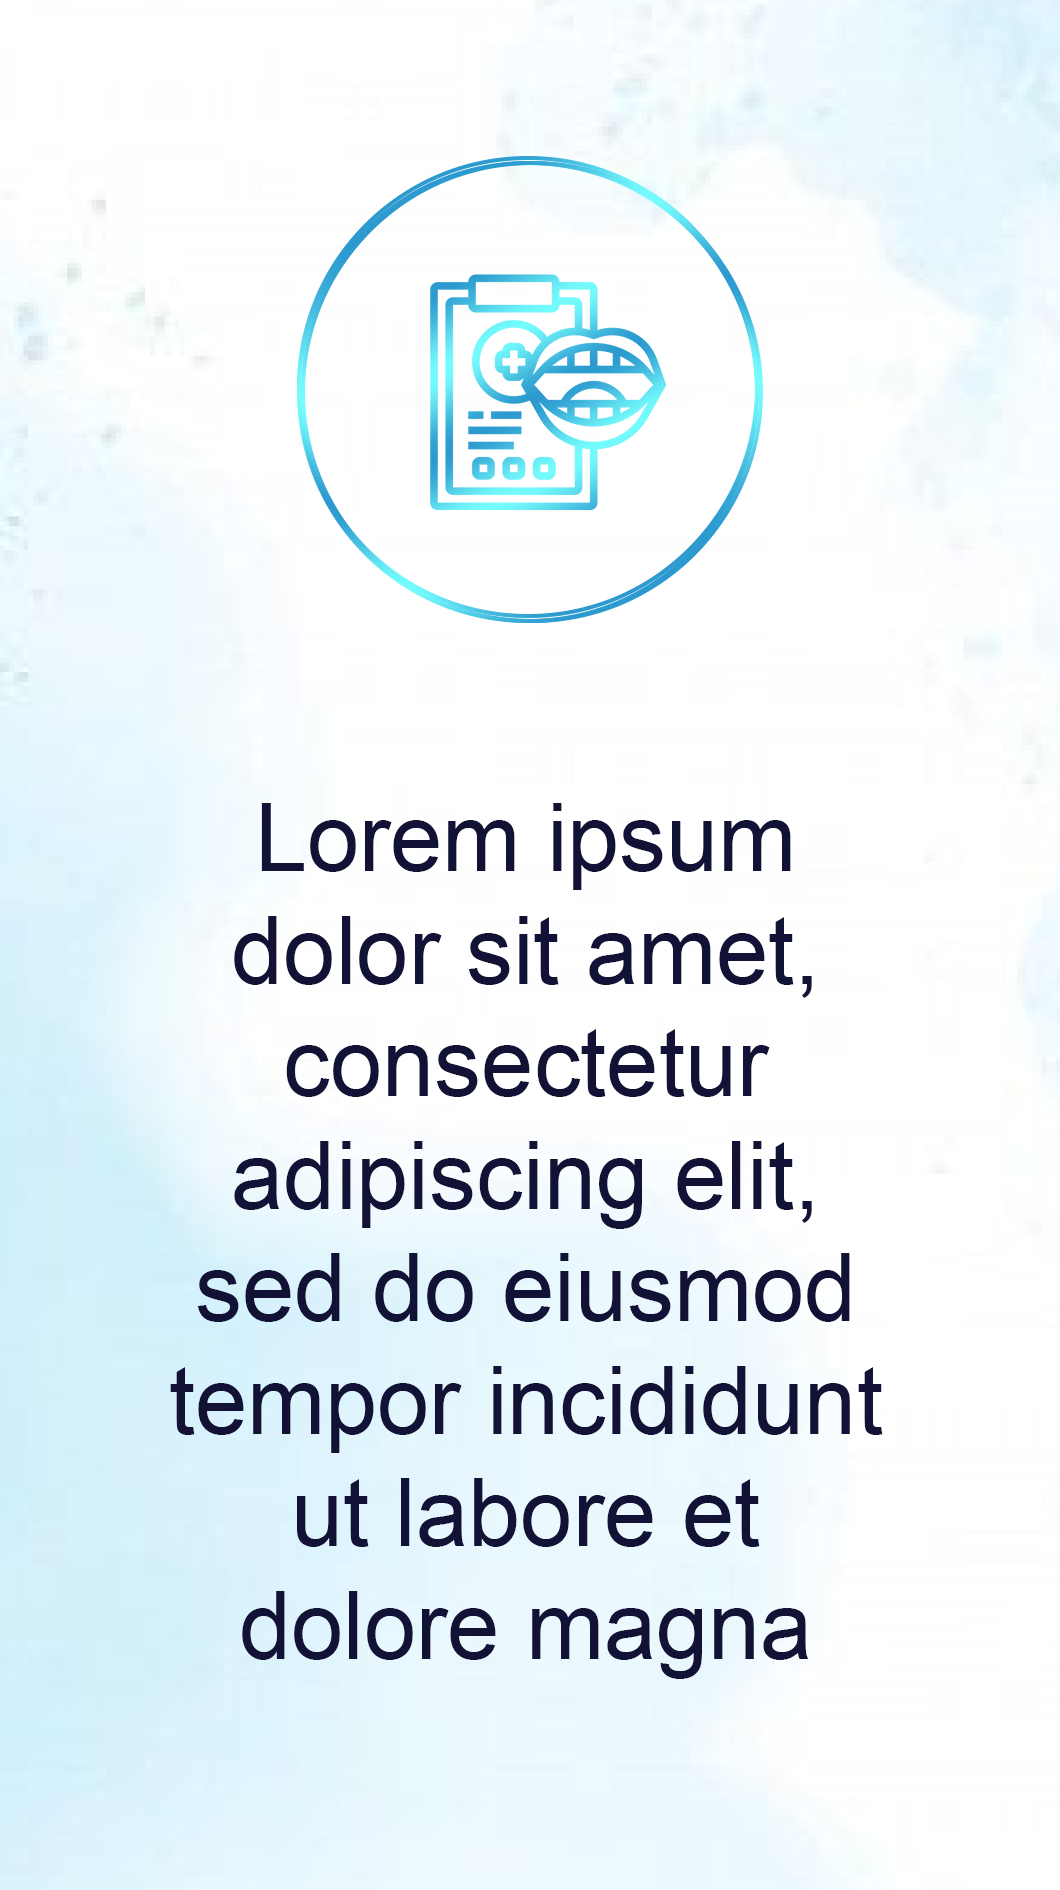 Lorem ipsum
dolor sit amet,
consectetur
adipiscing elit,
sed do eiusmod
tempor incididunt
ut labore et
dolore magna